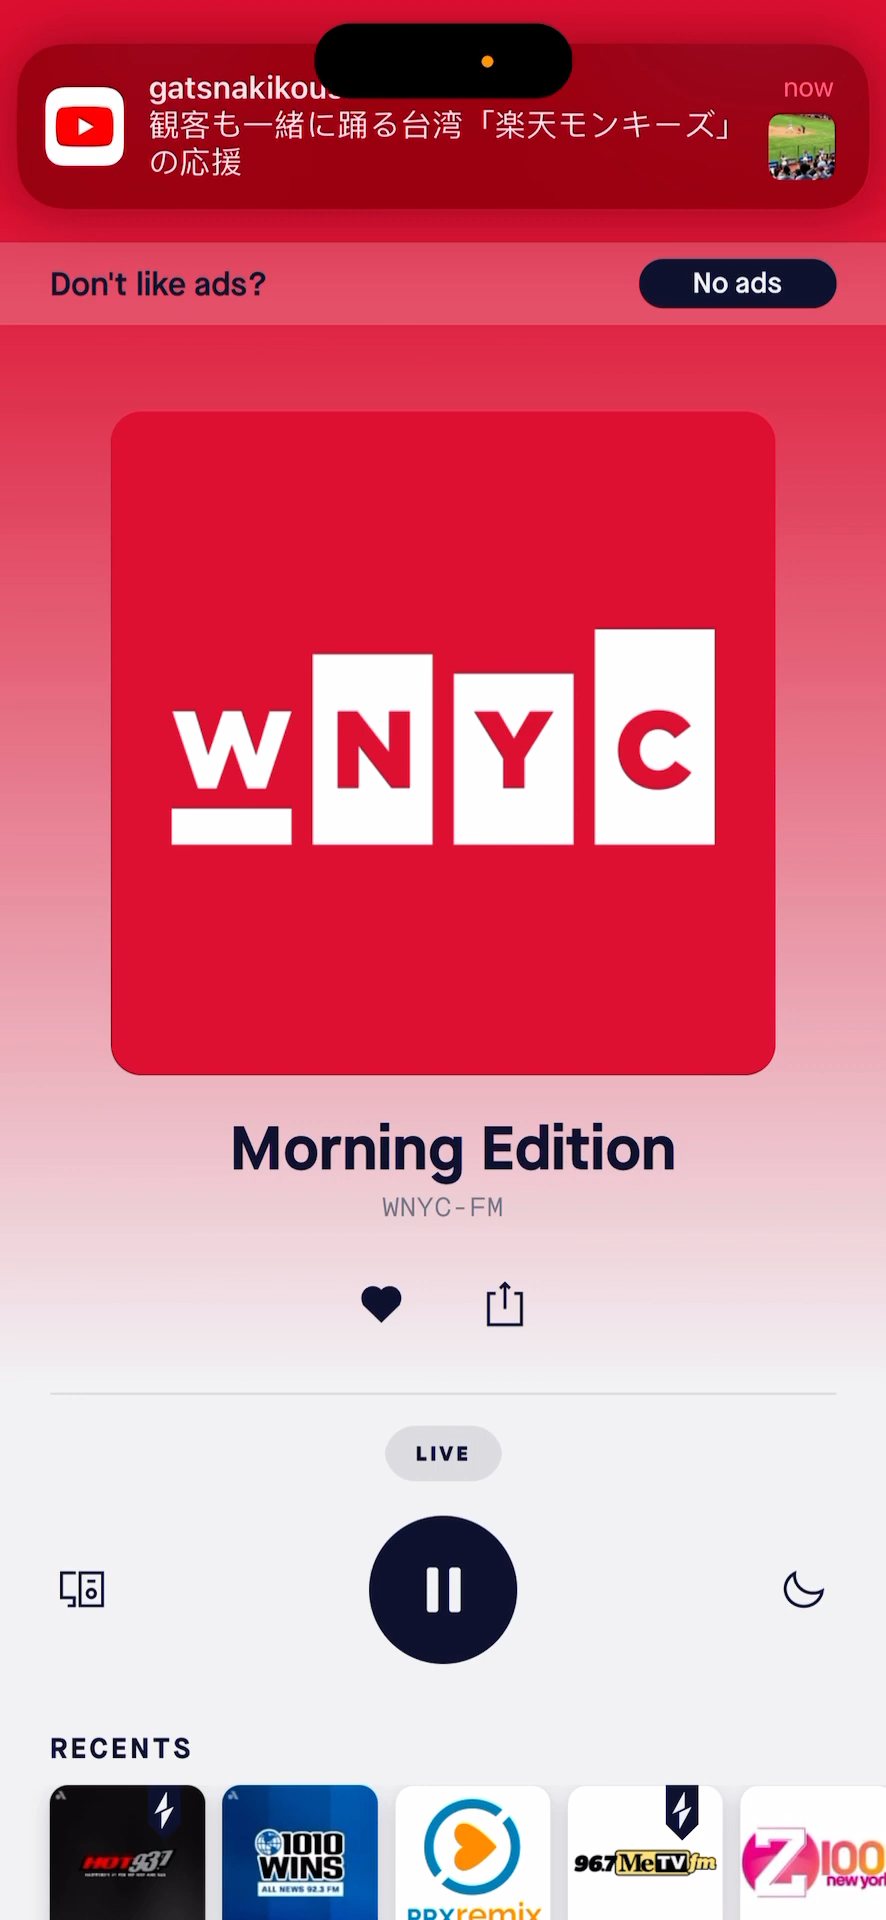 now
観客も一緒に踊る台湾「楽天モンキーズ」
の応援
Don't like ads?
No ads
WNYC
Morning Edition
WNYC-FM
LIVE
RECENTS
HOT 93.7
1010
WINS
ALL NEWS 92.3 FM
PRXremix
96.7 MeTV fm
Z100
new york